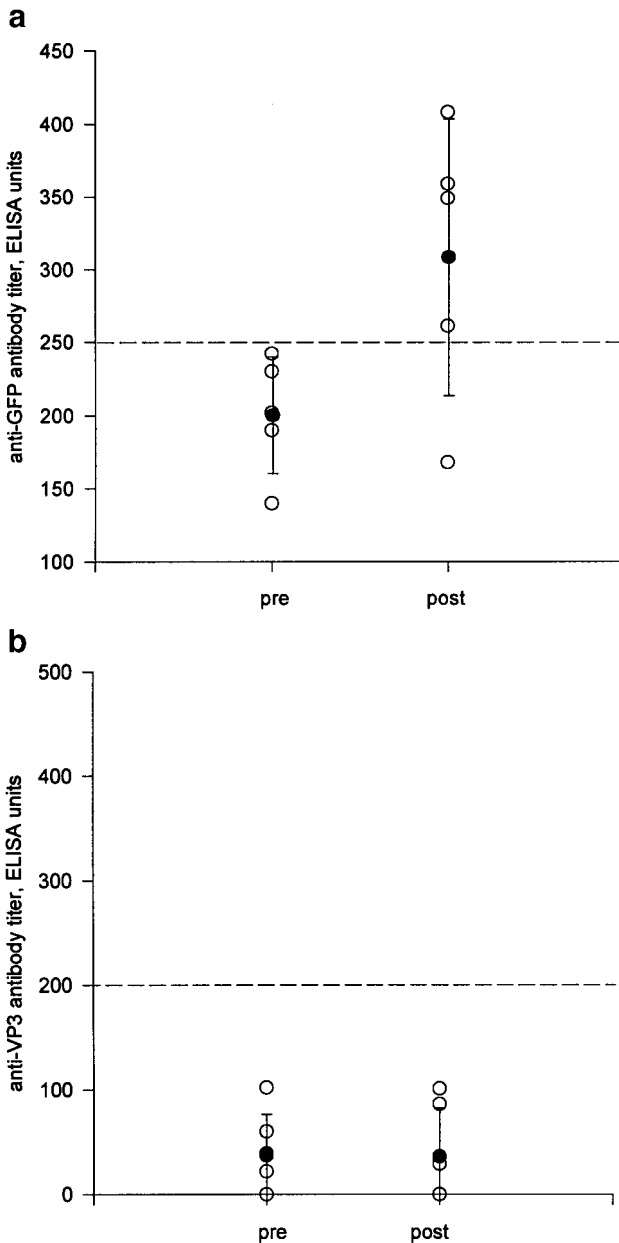 a
anti-GFP antibody titer, ELISA units
450
400
350
300
250
200
150
100
pre post
b
anti-VP3 antibody titer, ELISA units
500
400
300
200
100
0
pre post